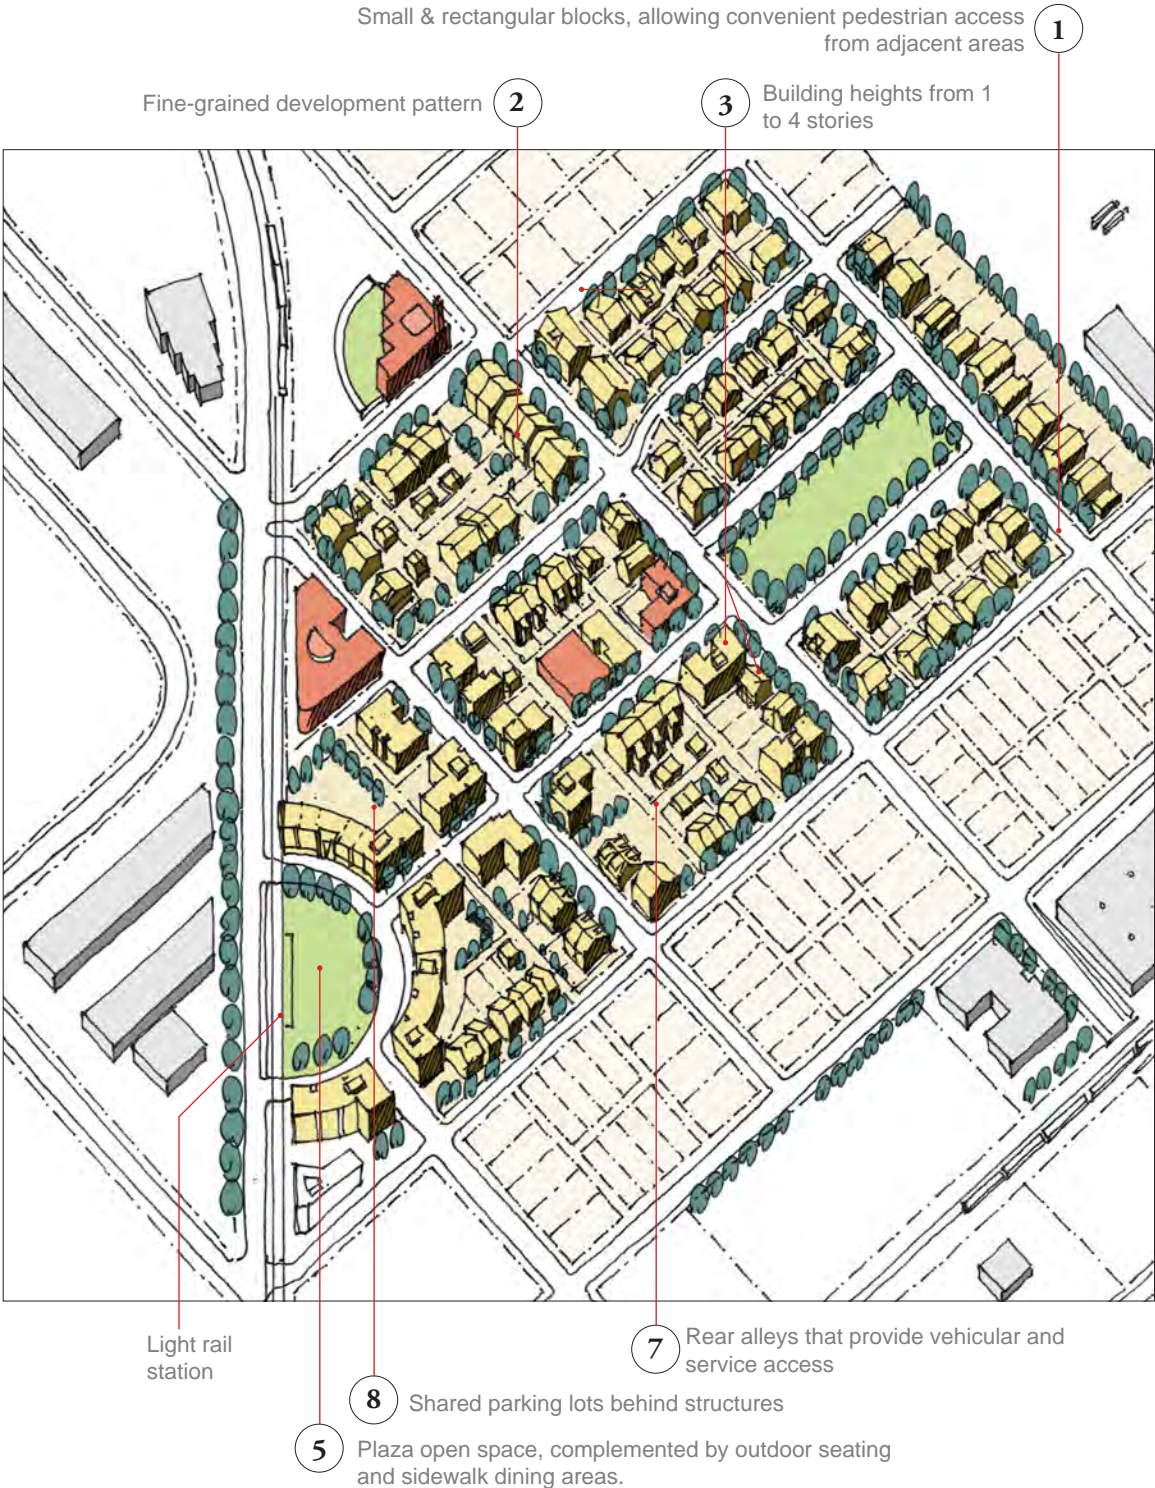 Small & rectangular blocks, allowing convenient pedestrian access
from adjacent areas
1
Fine-grained development pattern
2
3
Building heights from 1
to 4 stories
Light rail
station
7
Rear alleys that provide vehicular and
service access
8
Shared parking lots behind structures
5
Plaza open space, complemented by outdoor seating
and sidewalk dining areas.